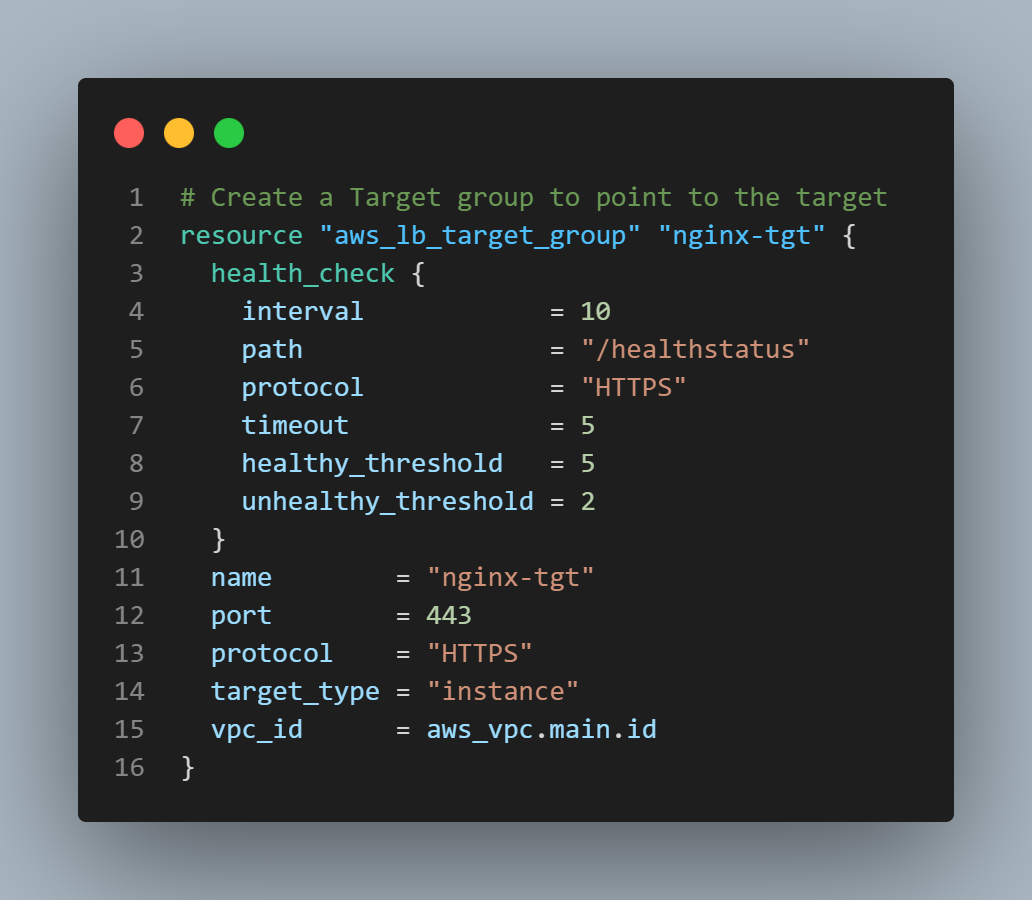 1 # Create a Target group to point to the target
2 resource "aws_lb_target_group" "nginx-tgt" {
3   health_check {
4     interval            = 10
5     path                = "/healthstatus"
6     protocol            = "HTTPS"
7     timeout             = 5
8     healthy_threshold   = 5
9     unhealthy_threshold = 2
10   }
11   name        = "nginx-tgt"
12   port        = 443
13   protocol    = "HTTPS"
14   target_type = "instance"
15   vpc_id      = aws_vpc.main.id
16 }